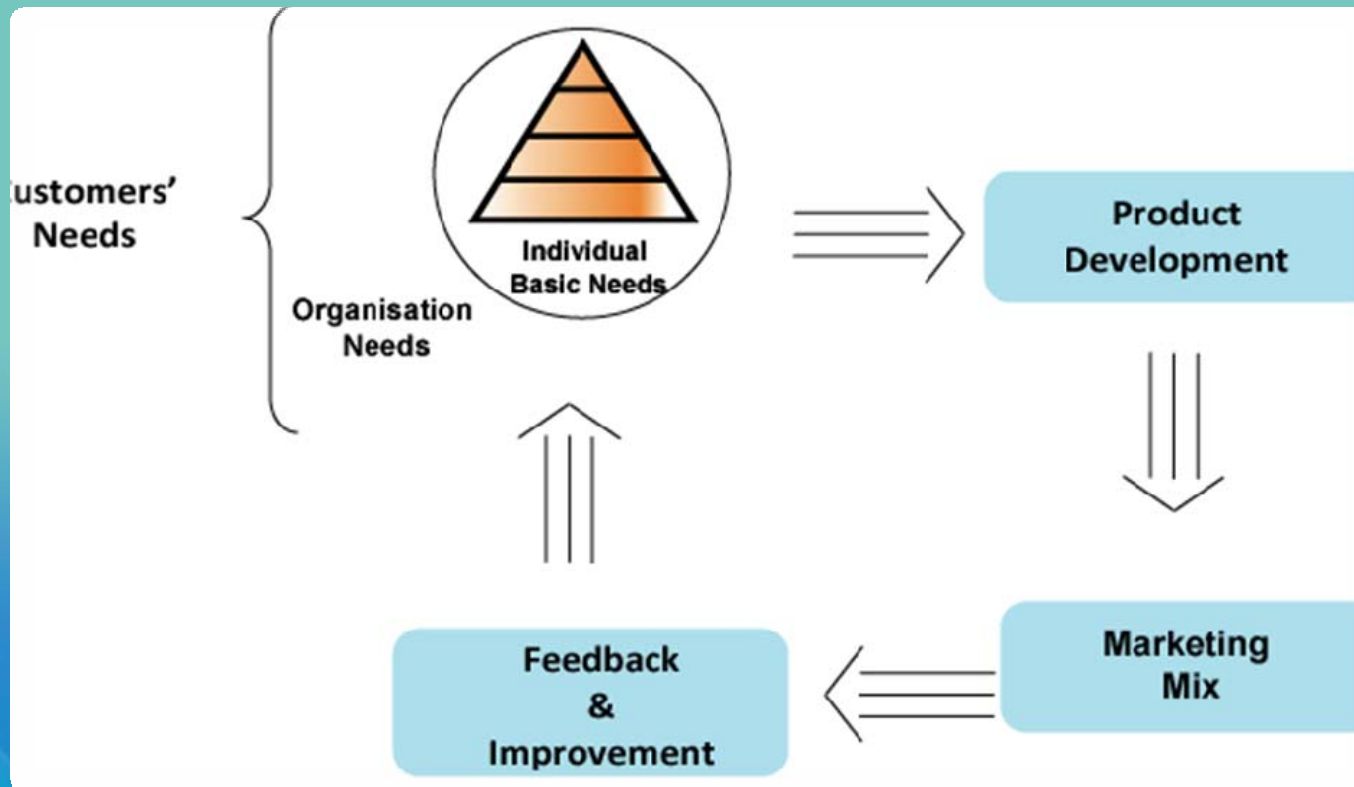 ustomers'
Needs
Individual
Basic Needs
Organisation
Needs
Product
Development
Marketing
Mix
Feedback
&
Improvement